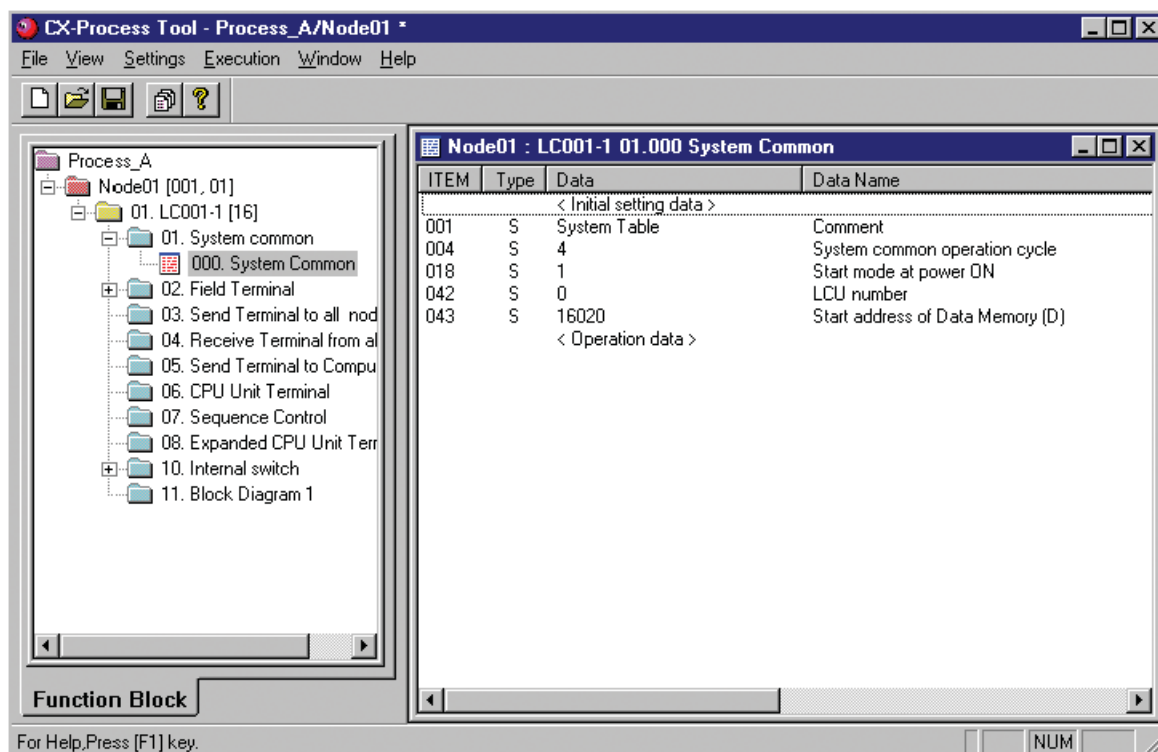 CX-Process Tool - Process_A/Node01 *
File View Settings Execution Window Help
Process_A
Node01 [001, 01]
01. LC001-1 [16]
01. System common
000. System Common
02. Field Terminal
03. Send Terminal to all nod
04. Receive Terminal from al
05. Send Terminal to Compu
06. CPU Unit Terminal
07. Sequence Control
08. Expanded CPU Unit Terr
10. Internal switch
11. Block Diagram 1
Function Block
Node01 : LC001-1 01.000 System Common
ITEM Type Data Data Name
< Initial setting data >
001 S System Table Comment
004 S 4 System common operation cycle
018 S 1 Start mode at power ON
042 S 0 LCU number
043 S 16020 Start address of Data Memory (D)
< Operation data >
For Help,Press [F1] key.
NUM